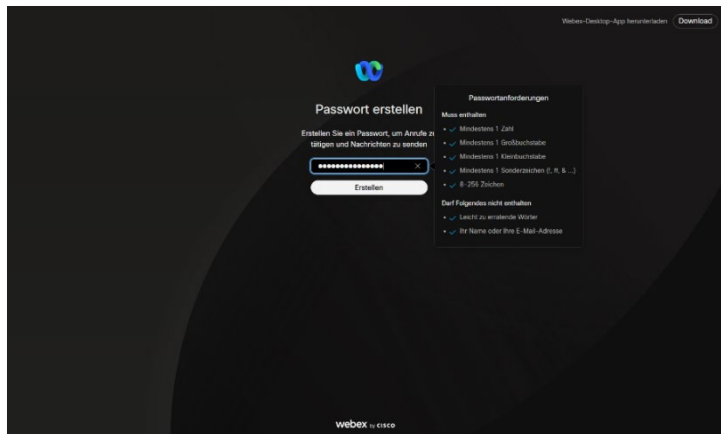 Webex-Desktop-App herunterladen Download
Passwort erstellen
Erstellen Sie ein Passwort, um Anrufe zu
tätigen und Nachrichten zu senden
Erstellen
Passwortanforderungen
Muss enthalten
Mindestens 1 Zahl
Mindestens 1 Großbuchstabe
Mindestens 1 Kleinbuchstabe
Mindestens 1 Sonderzeichen (!, #, & ...)
8–256 Zeichen
Darf Folgendes nicht enthalten
Leicht zu erratende Wörter
Ihr Name oder Ihre E-Mail-Adresse
webex by CISCO